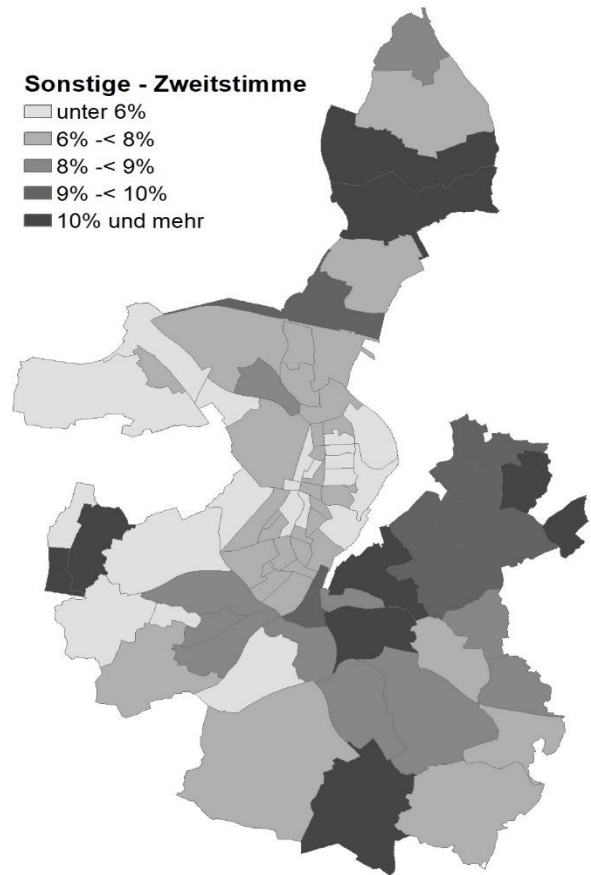 Sonstige - Zweitstimme
unter 6%
6% -< 8%
8% -< 9%
9% -< 10%
10% und mehr